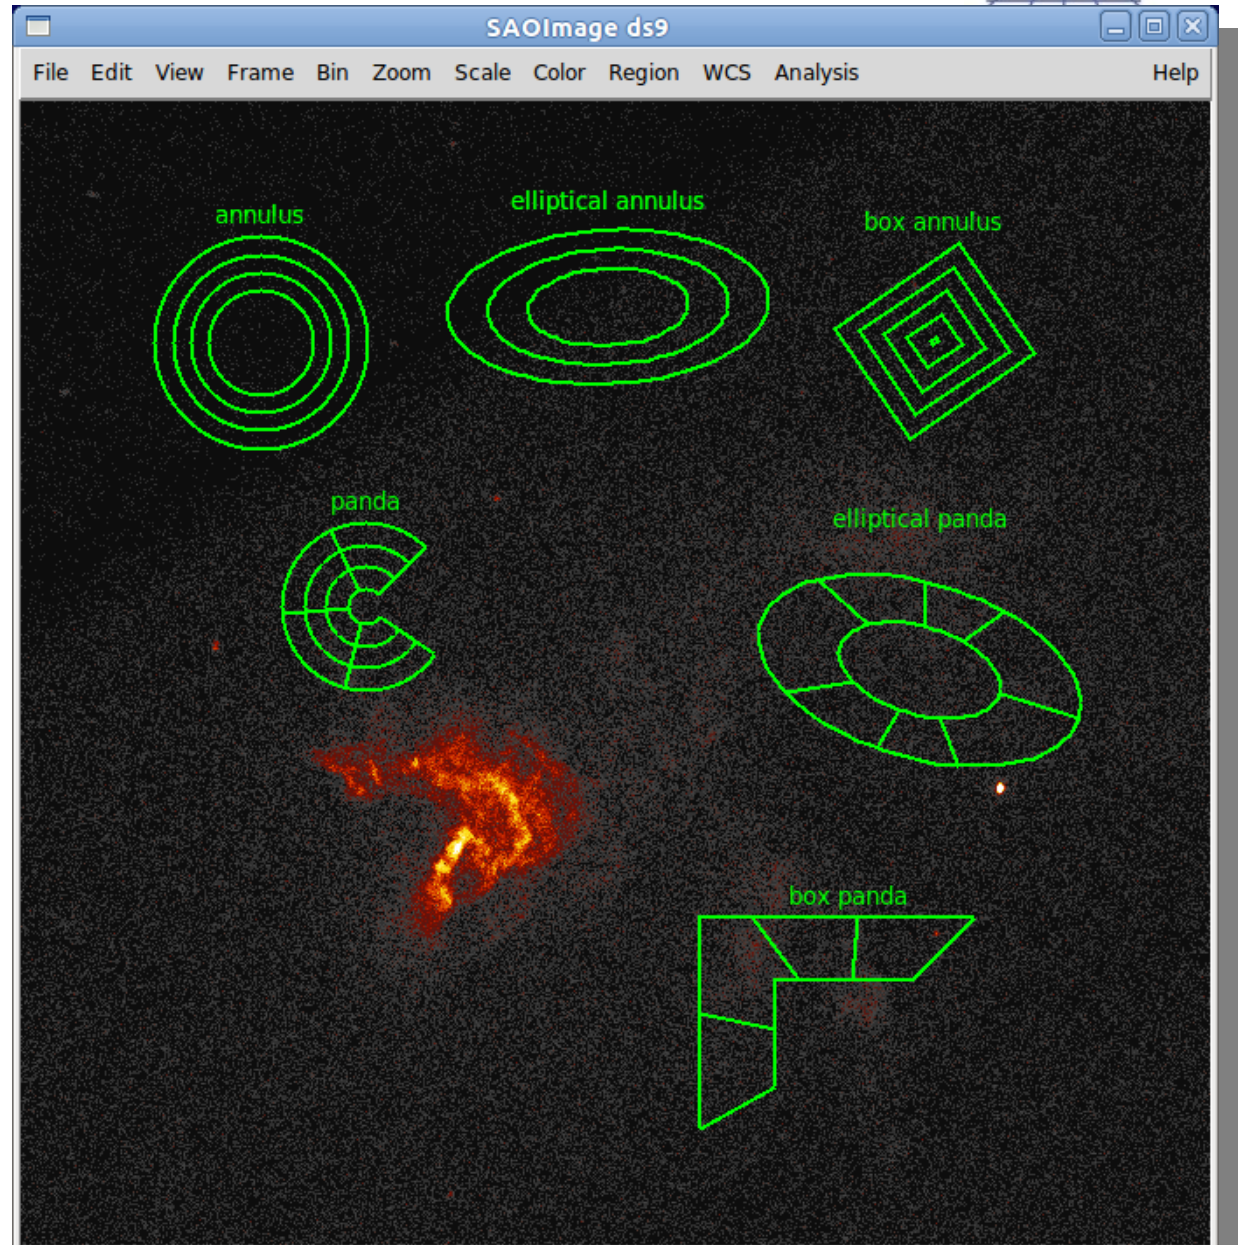 SAOImage ds9
File Edit View Frame Bin Zoom Scale Color Region WCS Analysis Help
annulus
elliptical annulus
box annulus
panda
elliptical panda
box panda